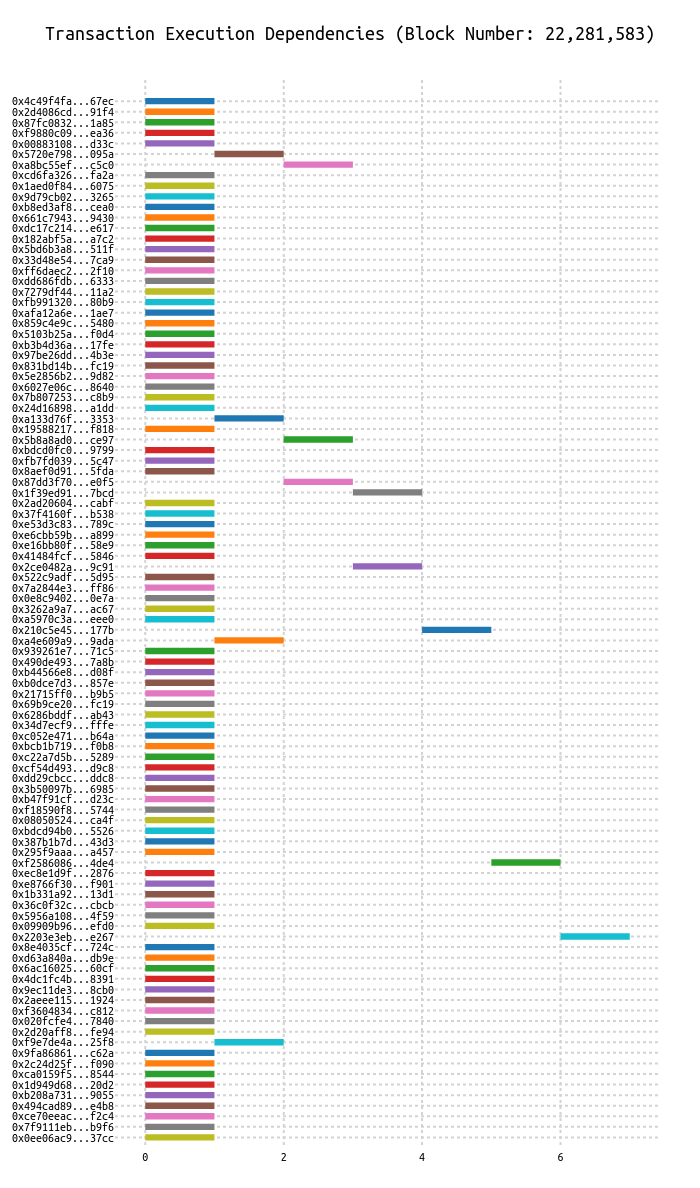 Transaction Execution Dependencies (Block Number: 22,281,583)
0x4c49f4fa...67ec
0x2d4086cd...91f4
0x87fc0832...1a85
0xf9880c09...ea36
0x00883108...d33c
0x5720e798...095a
0xa8bc55ef...c5c0
0xcd6fa326...fa2a
0x1aed0f84...6075
0x9d79cb02...3265
0xb8ed3af8...cea0
0x661c7943...9430
0xdc17c214...e617
0x182abf5a...a7c2
0x5bd6b3a8...511f
0x33d48e54...7ca9
0xff6daec2...2f10
0xdd686fdb...6333
0x7279df44...11a2
0xfb991320...80b9
0xafa12a6e...1ae7
0x859c4e9c...5480
0x5103b25a...f0d4
0xb3b4d36a...17fe
0x97be26dd...4b3e
0x831bd14b...fc19
0x5e2856b2...9d82
0x6027e06c...8640
0x7b807253...c8b9
0x24d16898...a1dd
0xa133d76f...3353
0x19588217...f818
0x5b8a8ad0...ce97
0xbdcd0fc0...9799
0xfb7fd039...5c47
0x8aef0d91...5fda
0x87dd3f70...e0f5
0x1f39ed91...7bcd
0x2ad20604...cabf
0x37f4160f...b538
0xe53d3c83...789c
0xe6cbb59b...a899
0xe16bb80f...58e9
0x41484fcf...5846
0x2ce0482a...9c91
0x522c9adf...5d95
0x7a2844e3...ff86
0x0e8c9402...0e7a
0x3262a9a7...ac67
0xa5970c3a...eee0
0x210c5e45...177b
0xa4e609a9...9ada
0x939261e7...71c5
0x490de493...7a8b
0xb44566e8...d08f
0xb0dce7d3...857e
0x21715ff0...b9b5
0x69b9ce20...fc19
0x6286bddf...ab43
0x34d7ecf9...fffe
0xc052e471...b64a
0xbcb1b719...f0b8
0xc22a7d5b...5289
0xcf54d493...d9c8
0xdd29cbcc...ddc8
0x3b50097b...6985
0xb47f91cf...d23c
0xf18590f8...5744
0x08050524...ca4f
0xbdcd94b0...5526
0x387b1b7d...43d3
0x295f9aaa...a457
0xf2586086...4de4
0xec8e1d9f...2876
0xe8766f30...f901
0x1b331a92...13d1
0x36c0f32c...cbcb
0x5956a108...4f59
0x09909b96...efd0
0x2203e3eb...e267
0x8e4035cf...724c
0xd63a840a...db9e
0x6ac16025...60cf
0x4dc1fc4b...8391
0x9ec11de3...8cb0
0x2aeee115...1924
0xf3604834...c812
0x020fcfe4...7840
0x2d20aff8...fe94
0xf9e7de4a...25f8
0x9fa86861...c62a
0x2c24d25f...f090
0xca0159f5...8544
0x1d949d68...20d2
0xb208a731...9055
0x494cad89...e4b8
0xce70eeac...f2c4
0x7f9111eb...b9f6
0x0ee06ac9...37cc
0 2 4 6